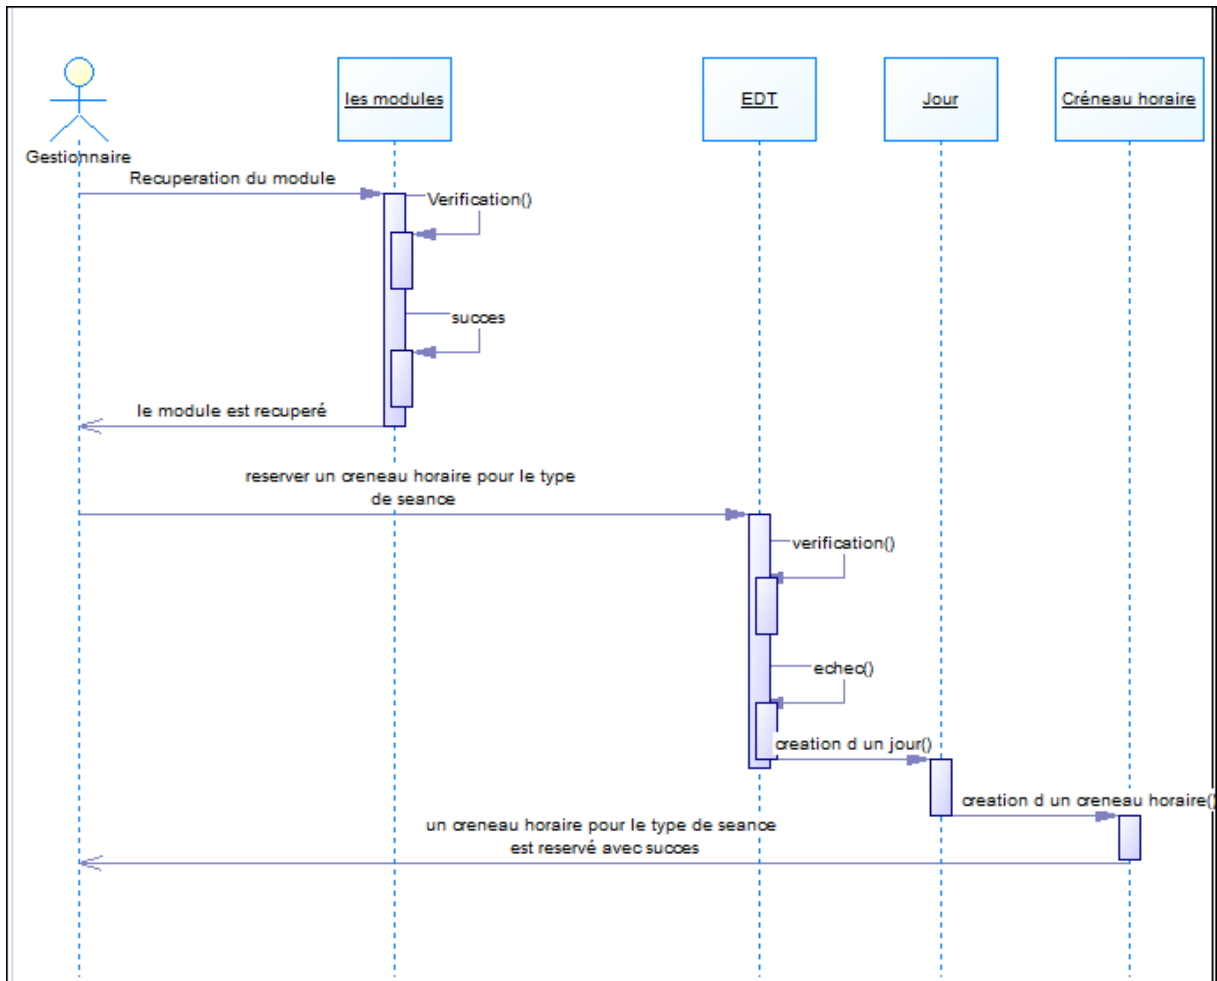 les modules
EDT
Jour
Créneau horaire
Gestionnaire
Recuperation du module
Verification()
succes
le module est recuperé
reserver un creneau horaire pour le type
de seance
verification()
echec()
creation d un jour()
creation d un creneau horaire()
un creneau horaire pour le type de seance
est reservé avec succes